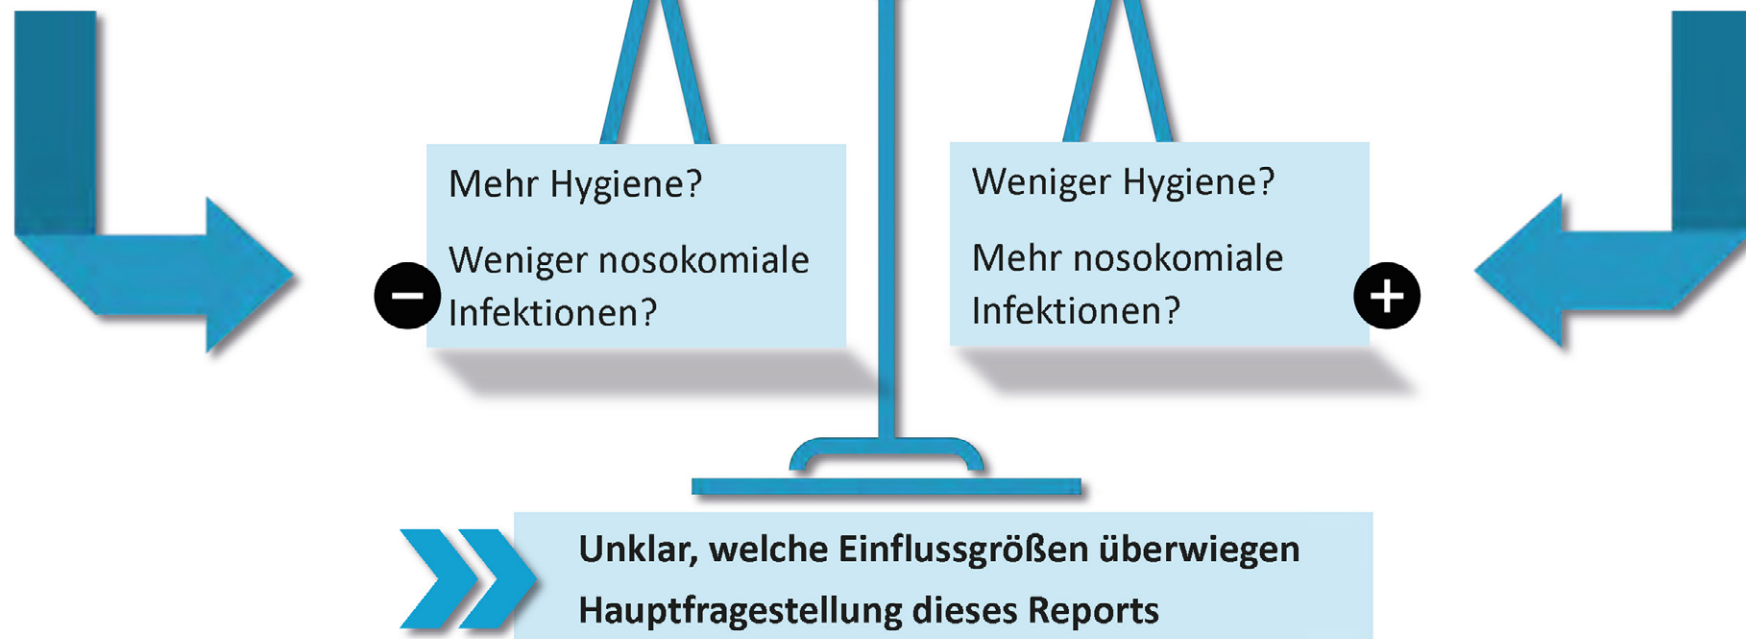 Mehr Hygiene?
Weniger nosokomiale
Infektionen?
−
Weniger Hygiene?
Mehr nosokomiale
Infektionen?
+
Unklar, welche Einflussgrößen überwiegen
Hauptfragestellung dieses Reports